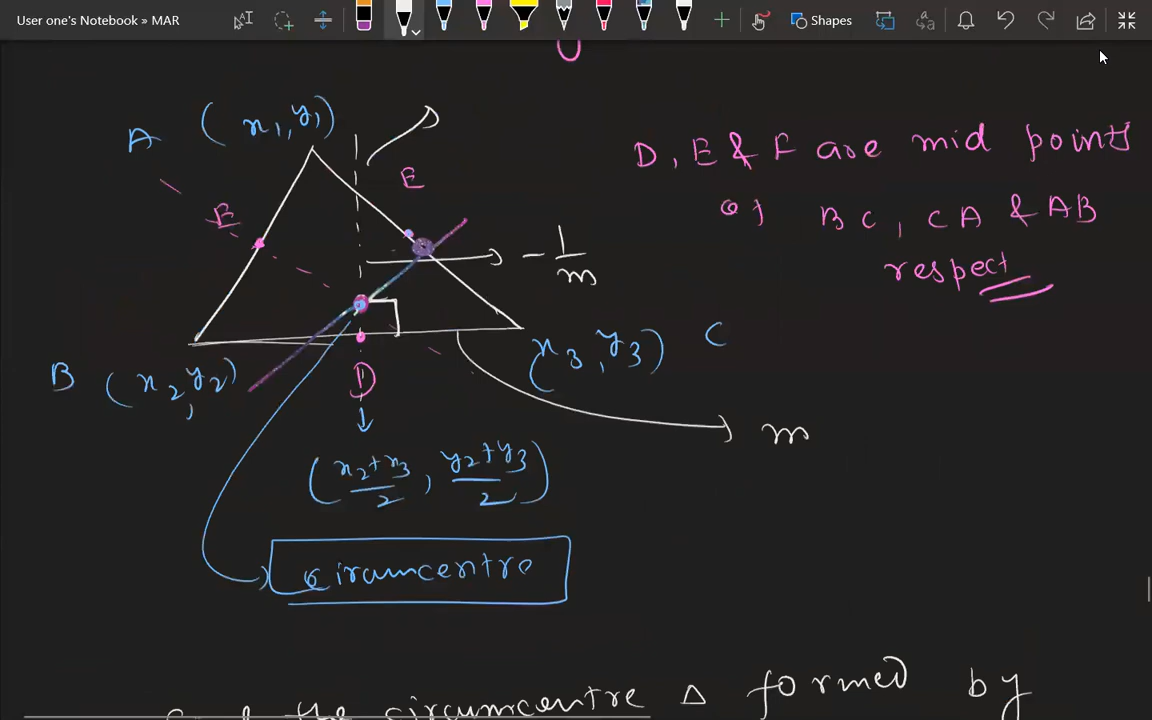 User one's Notebook » MAR
Shapes
A (x₁, y₁)
D, E & F are mid points
of BC, CA & AB
respect
E
E
- 1/m
B (x₂, y₂)
D
(x₃, y₃) C
m
(x₂+x₃/2, y₂+y₃/2)
circumcentre
the circumcentre Δ formed by